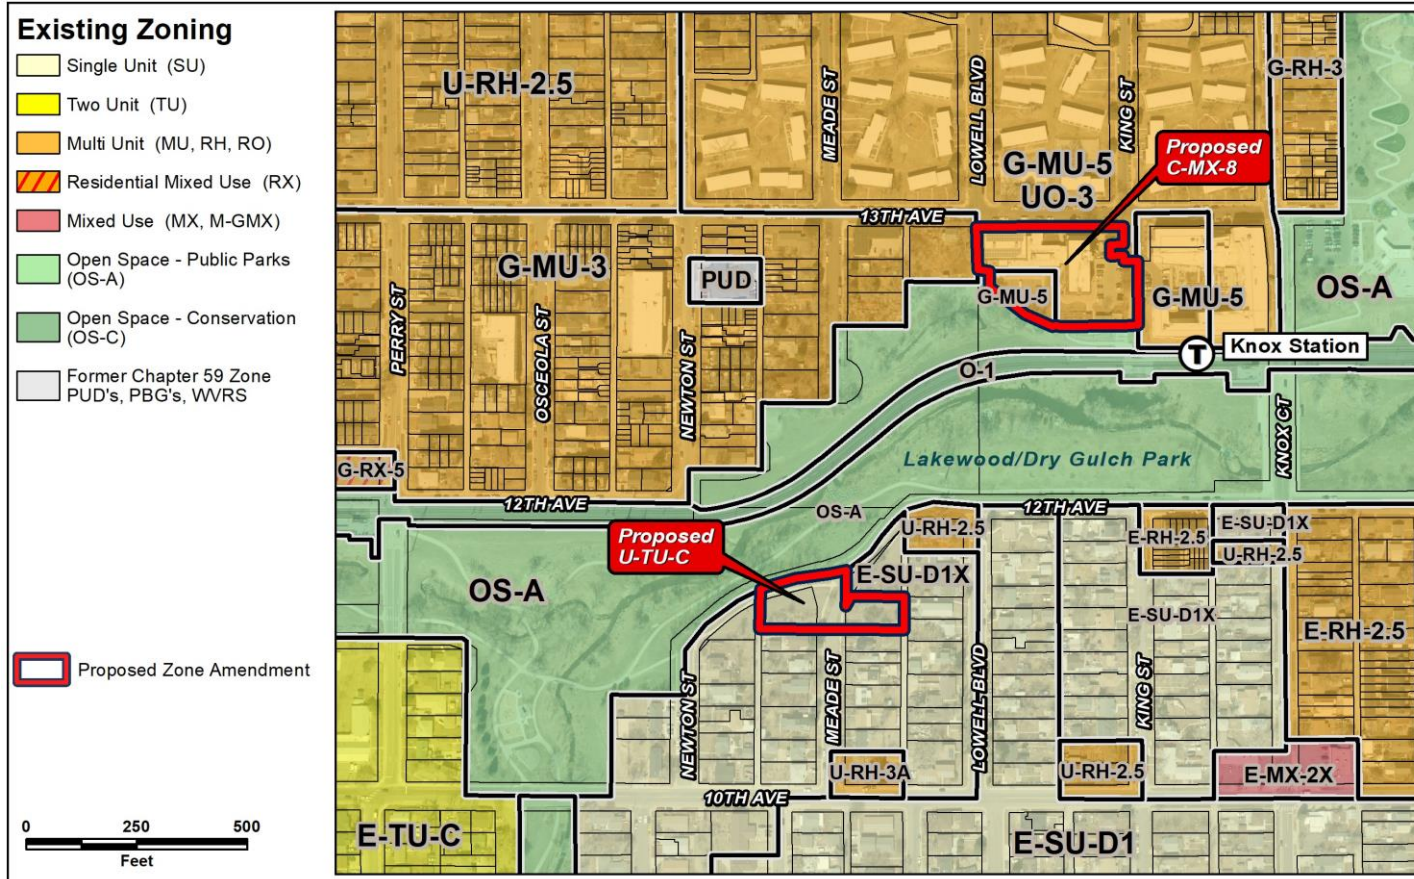 Existing Zoning
Single Unit (SU)
Two Unit (TU)
Multi Unit (MU, RH, RO)
Residential Mixed Use (RX)
Mixed Use (MX, M-GMX)
Open Space - Public Parks
(OS-A)
Open Space - Conservation
(OS-C)
Former Chapter 59 Zone
PUD's, PBG's, WVRS
Proposed Zone Amendment
0 250 500
Feet
U-RH-2.5
MEADE ST
LOWELL BLVD
KING ST
G-RH-3
Proposed
C-MX-8
G-MU-5
UO-3
13TH AVE
G-MU-3
PUD
G-MU-5
G-MU-5
OS-A
PERRY ST
OSCEOLA ST
NEWTON ST
T
Knox Station
O-1
KNOX CT
Lakewood/Dry Gulch Park
G-RX-5
12TH AVE
OS-A
12TH AVE
Proposed
U-TU-C
U-RH-2.5
E-RH-2.5
E-SU-D1X
U-RH-2.5
OS-A
E-SU-D1X
E-SU-D1X
E-RH-2.5
NEWTON ST
MEADE ST
LOWELL BLVD
KING ST
U-RH-3A
U-RH-2.5
E-MX-2X
10TH AVE
E-TU-C
E-SU-D1